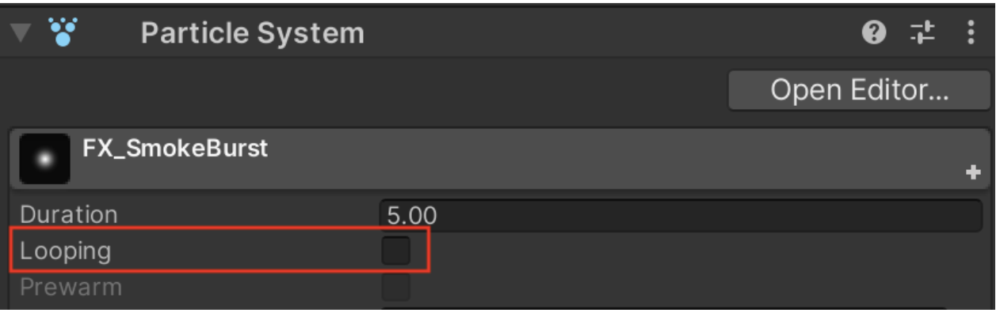 Particle System
Open Editor...
FX_SmokeBurst
Duration 5.00
Looping
Prewarm